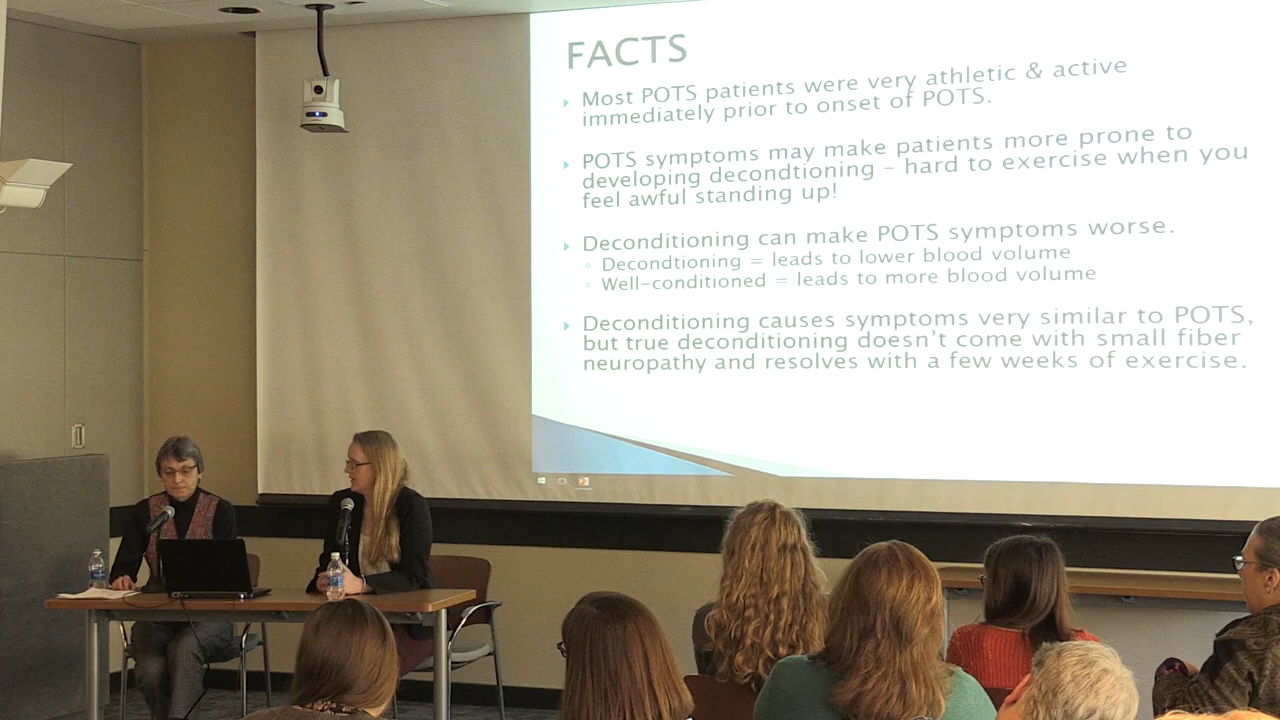 FACTS
Most POTS patients were very athletic & active
immediately prior to onset of POTS.
POTS symptoms may make patients more prone to
developing decondtioning – hard to exercise when you
feel awful standing up!
Deconditioning can make POTS symptoms worse.
Decondtioning = leads to lower blood volume
Well-conditioned = leads to more blood volume
Deconditioning causes symptoms very similar to POTS,
but true deconditioning doesn't come with small fiber
neuropathy and resolves with a few weeks of exercise.